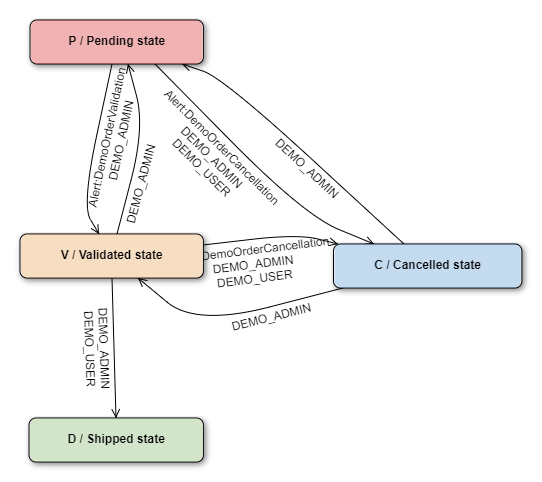 P / Pending state
Alert:DemoOrderValidation
DEMO_ADMIN
DEMO_ADMIN
Alert:DemoOrderCancellation
DEMO_ADMIN
DEMO_USER
DEMO_ADMIN
V / Validated state
DemoOrderCancellation
DEMO_ADMIN
DEMO_USER
C / Cancelled state
DEMO_ADMIN
DEMO_ADMIN
DEMO_USER
D / Shipped state